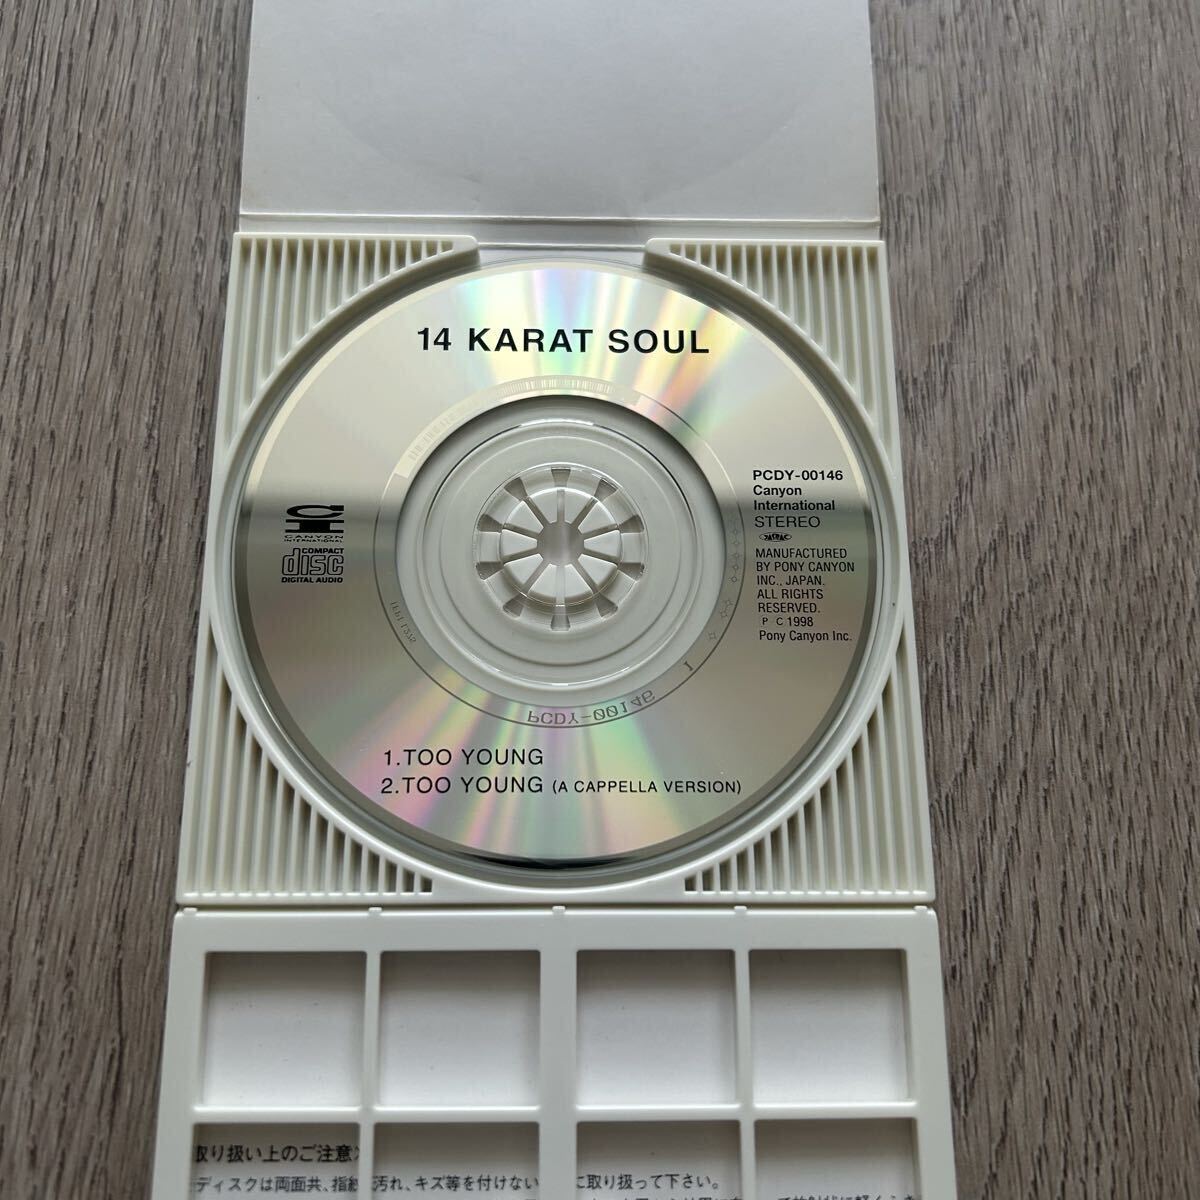 14 KARAT SOUL
PCDY-00146
Canyon
International
STEREO
JASRAC
MANUFACTURED
BY PONY CANYON
INC., JAPAN.
ALL RIGHTS
RESERVED.
P C 1998
Pony Canyon Inc.
CANYON
INTERNATIONAL
COMPACT
disc
DIGITAL AUDIO
PCDY-00146 1
1.TOO YOUNG
2.TOO YOUNG (A CAPPELLA VERSION)
取り扱い上のご注意
ディスクは両面共、指紋 汚れ、キズ等を付けない に取り扱って下さい。